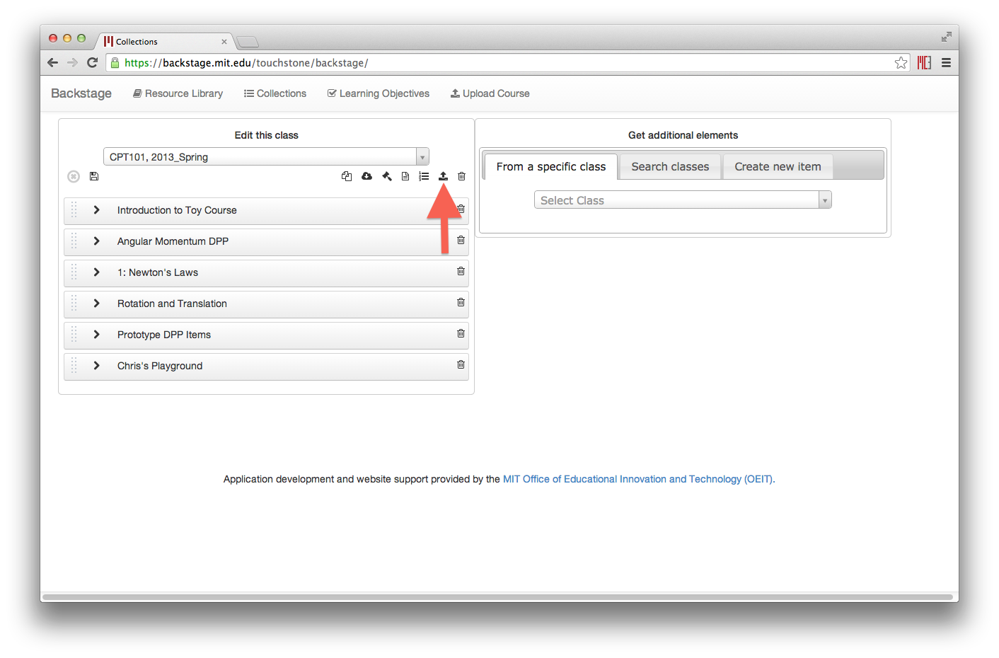 Collections
https://backstage.mit.edu/touchstone/backstage/
Backstage Resource Library Collections Learning Objectives Upload Course
Edit this class
CPT101, 2013_Spring
Introduction to Toy Course
Angular Momentum DPP
1: Newton's Laws
Rotation and Translation
Prototype DPP Items
Chris's Playground
Get additional elements
From a specific class Search classes Create new item
Select Class
Application development and website support provided by the MIT Office of Educational Innovation and Technology (OEIT).